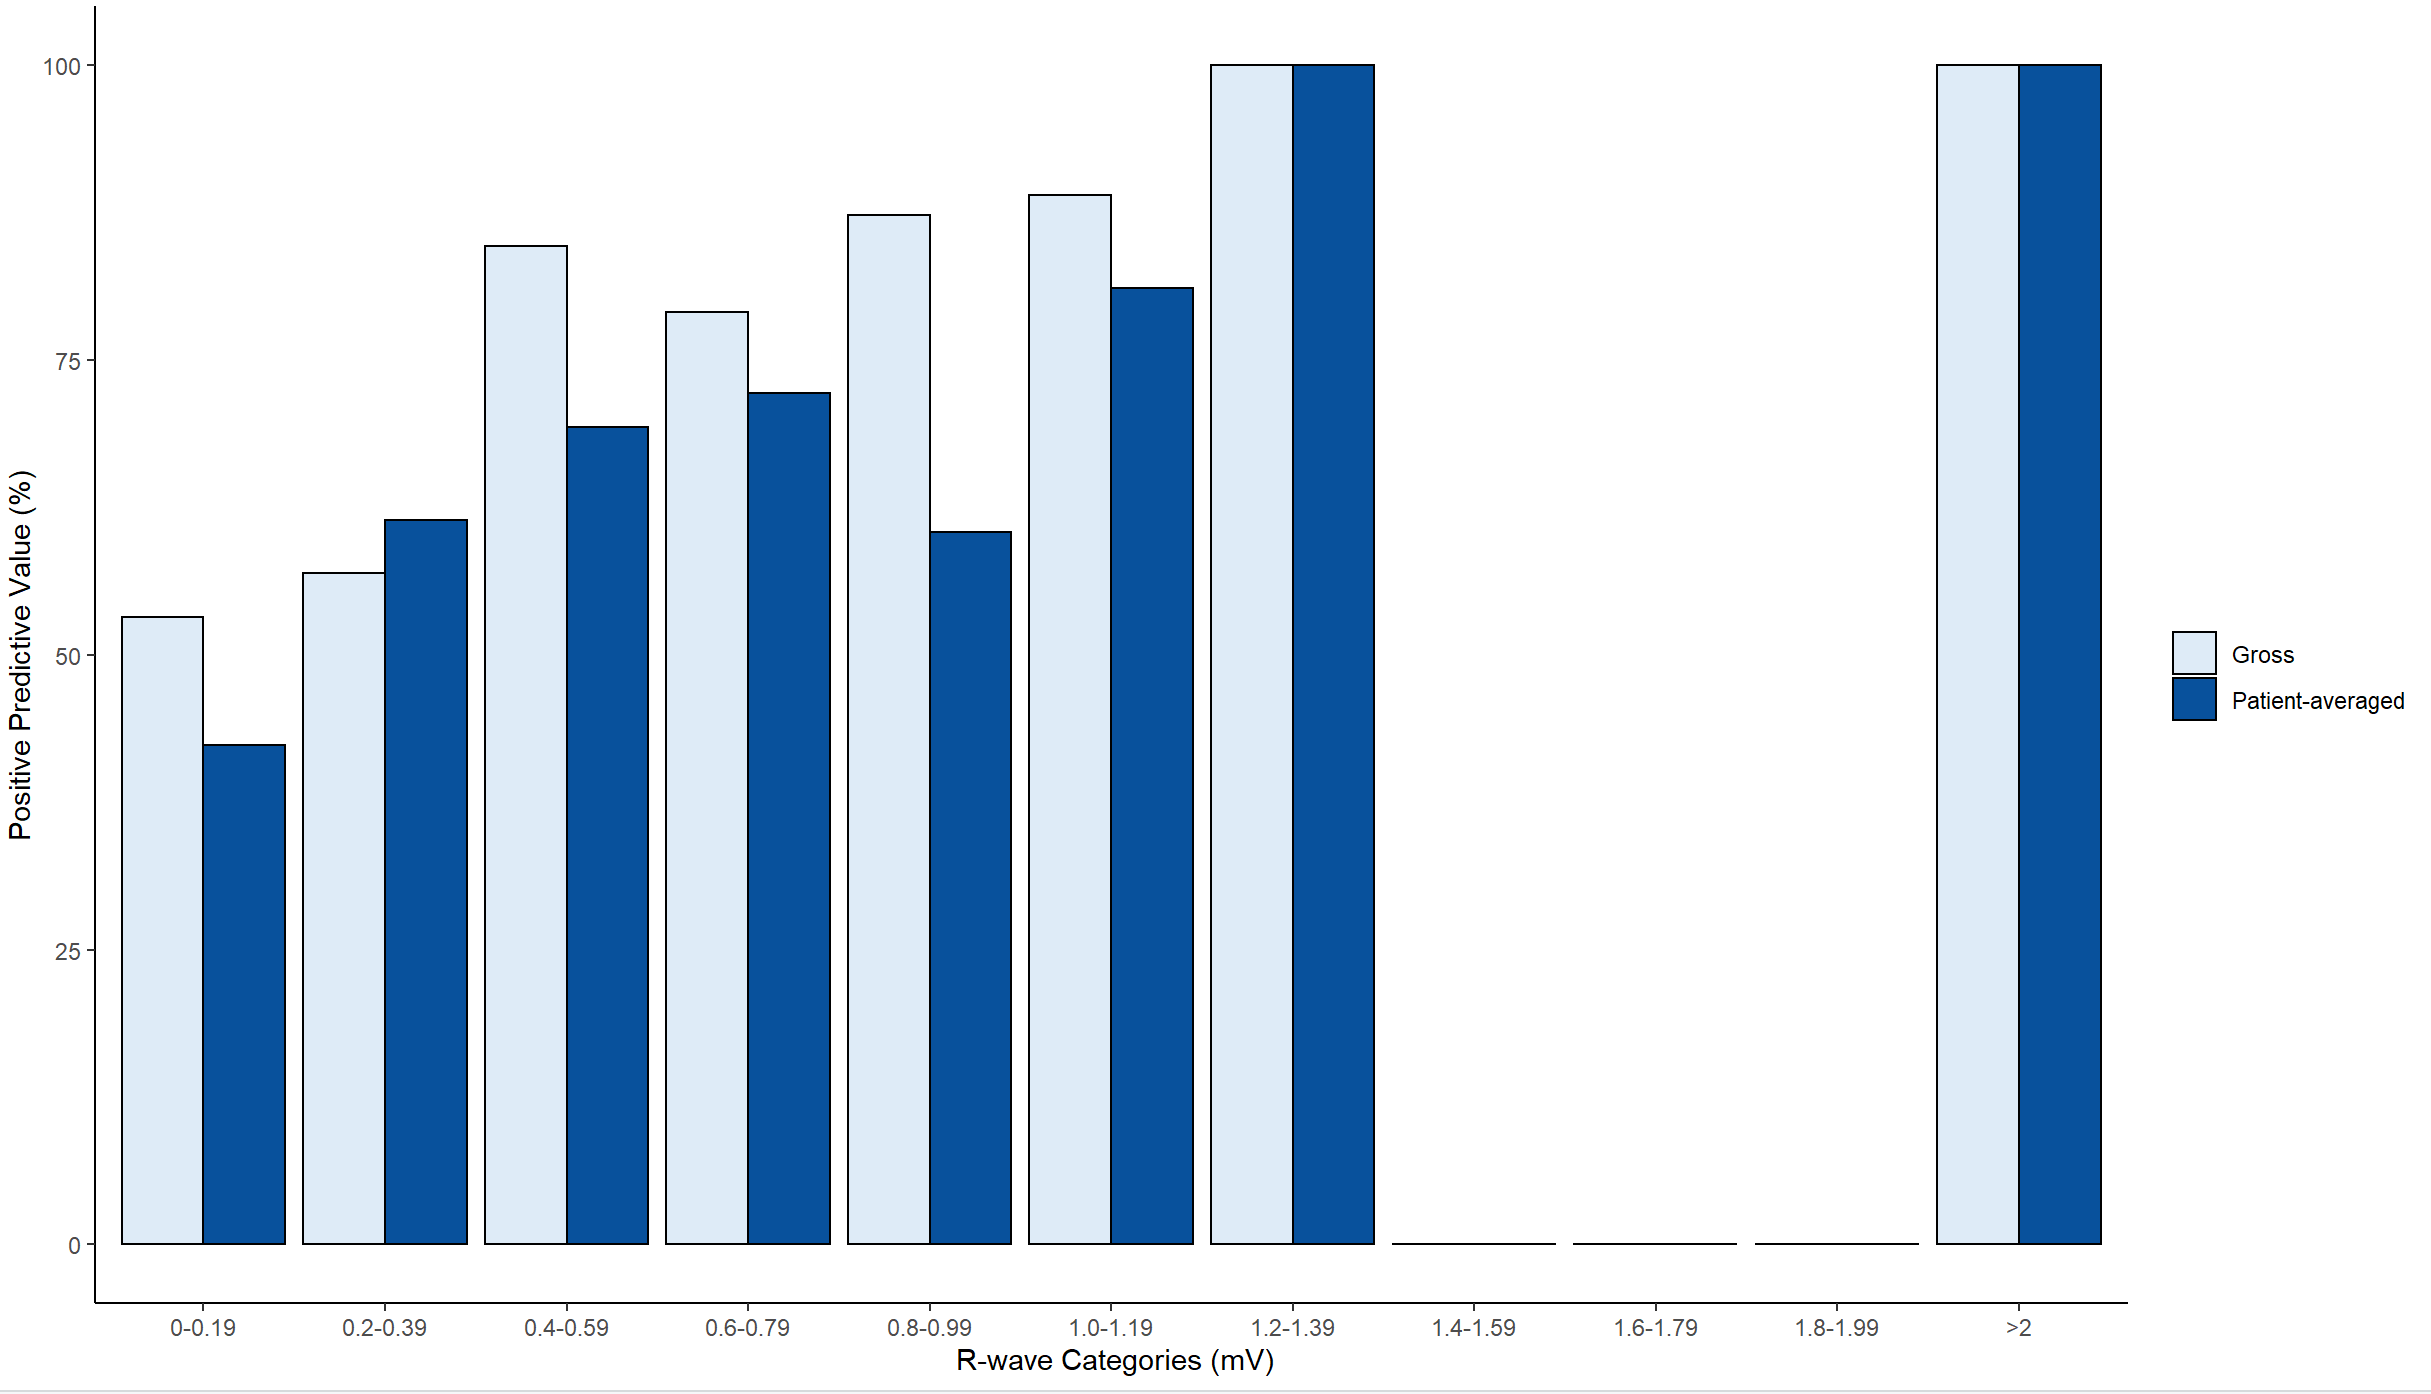 100
75
50
25
0
Positive Predictive Value (%)
0-0.19 0.2-0.39 0.4-0.59 0.6-0.79 0.8-0.99 1.0-1.19 1.2-1.39 1.4-1.59 1.6-1.79 1.8-1.99 >2
R-wave Categories (mV)
Gross
Patient-averaged